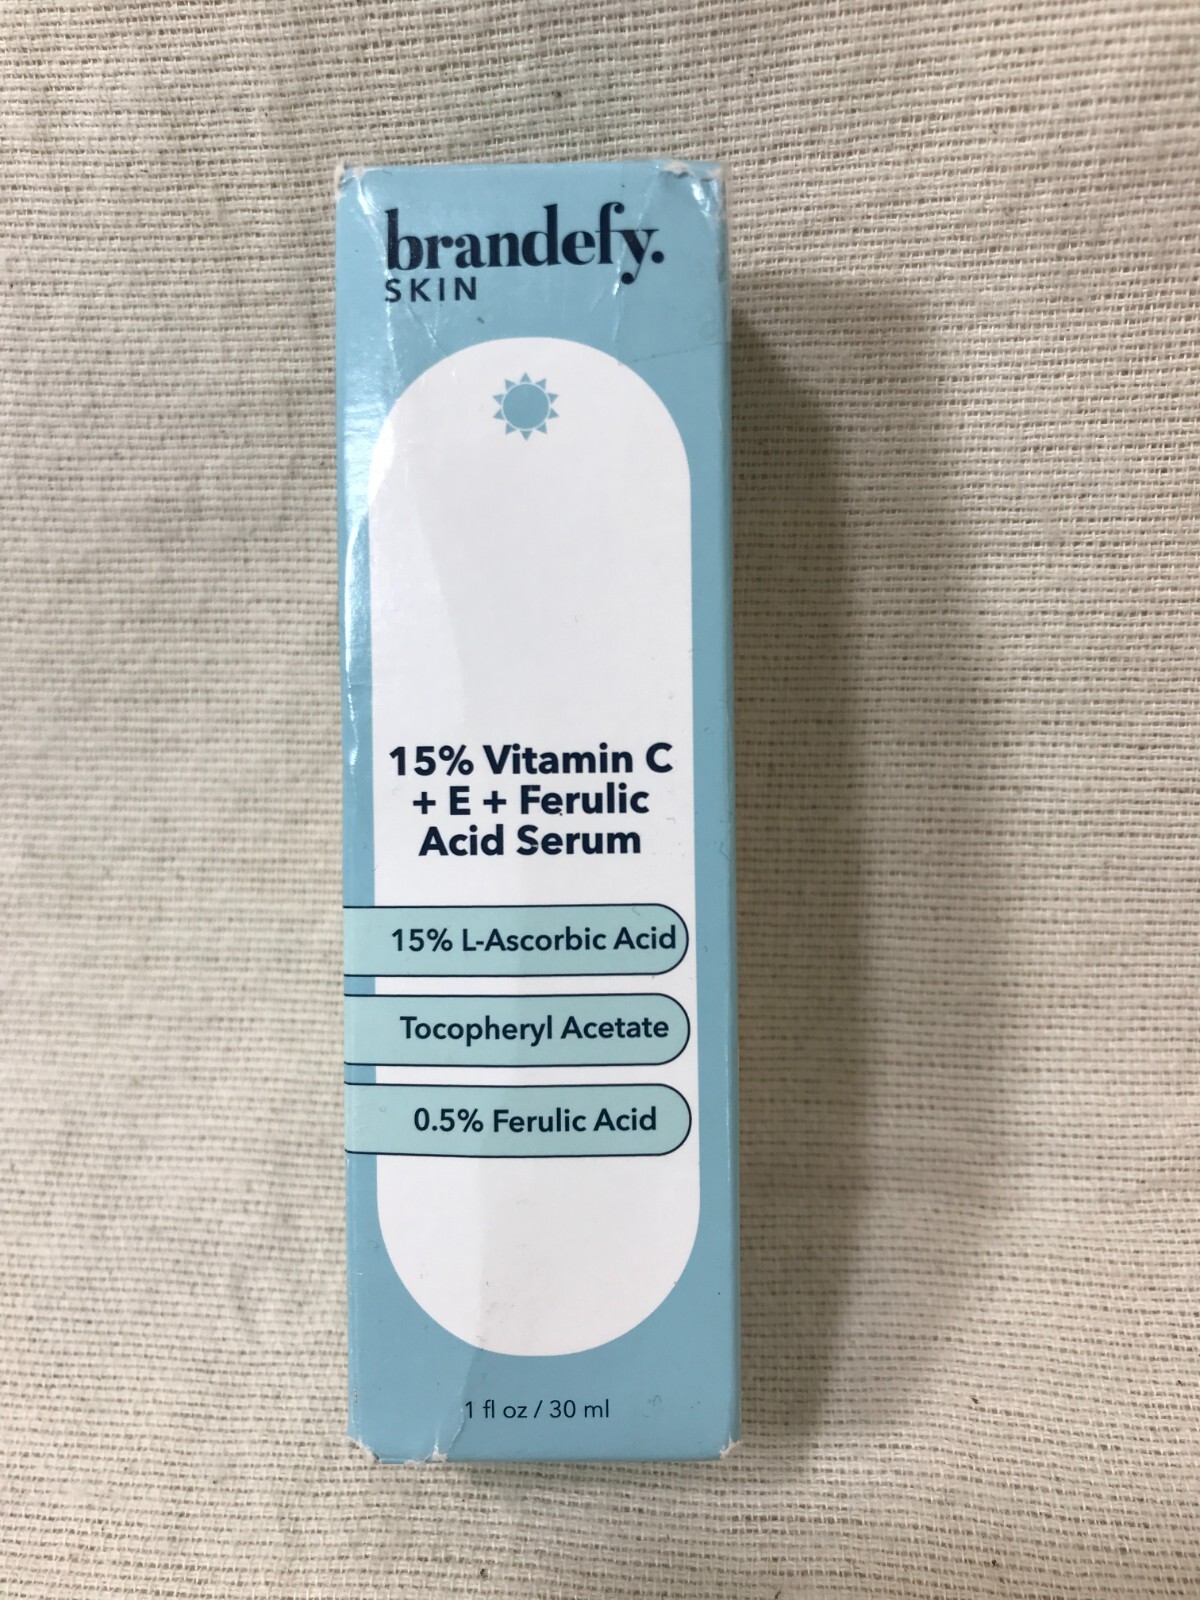 brandefy.
SKIN
15% Vitamin C
+ E + Ferulic
Acid Serum
15% L-Ascorbic Acid
Tocopheryl Acetate
0.5% Ferulic Acid
1 fl oz / 30 ml